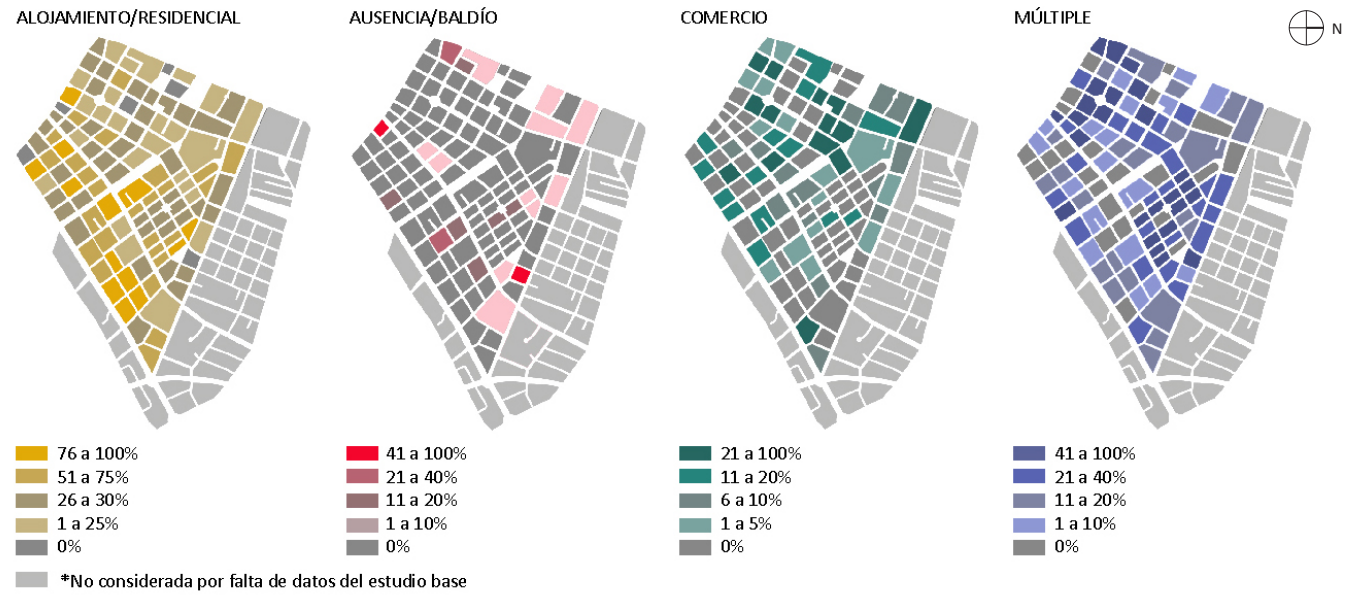 ALOJAMIENTO/RESIDENCIAL
AUSENCIA/BALDÍO
COMERCIO
MÚLTIPLE
N
76 a 100%
51 a 75%
26 a 30%
1 a 25%
0%
41 a 100%
21 a 40%
11 a 20%
1 a 10%
0%
21 a 100%
11 a 20%
6 a 10%
1 a 5%
0%
41 a 100%
21 a 40%
11 a 20%
1 a 10%
0%
*No considerada por falta de datos del estudio base